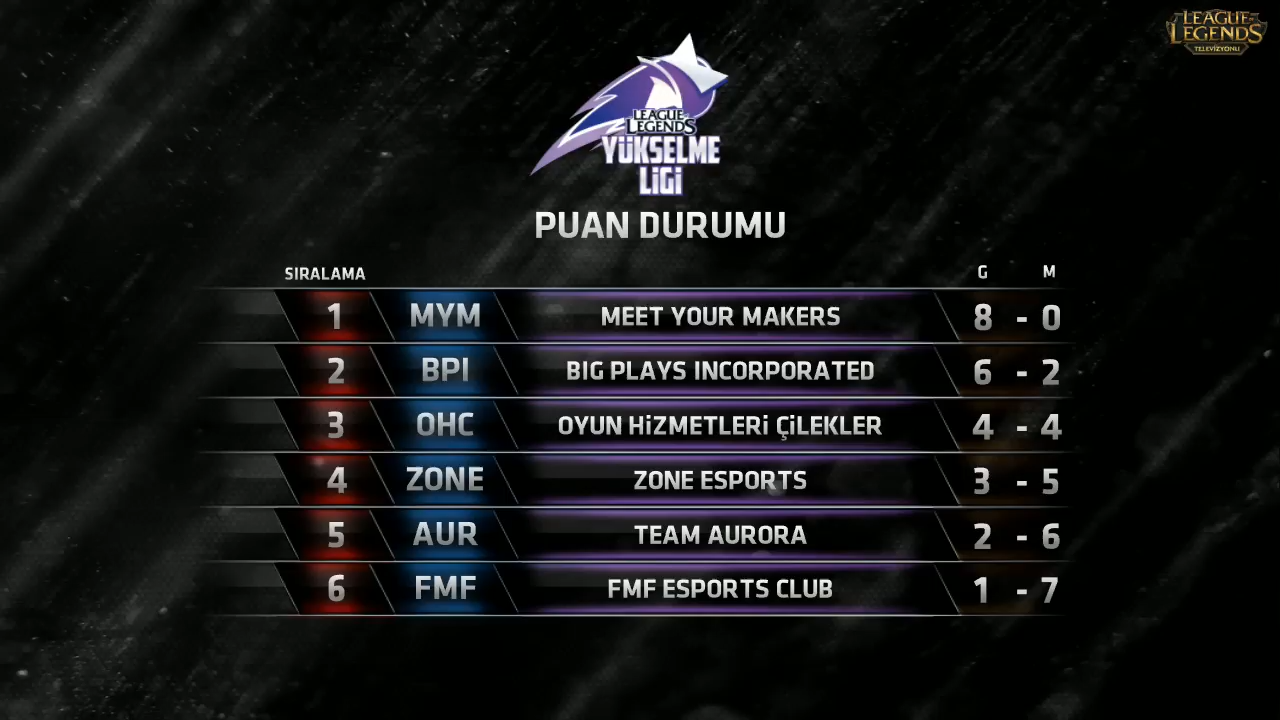 LEAGUE OF LEGENDS
TELEVİZYONU
LEAGUE OF
LEGENDS
YÜKSELME
LİGİ
PUAN DURUMU
SIRALAMA G M
1 MYM MEET YOUR MAKERS 8 - 0
2 BPI BIG PLAYS INCORPORATED 6 - 2
3 OHC OYUN HİZMETLERİ ÇİLEKLER 4 - 4
4 ZONE ZONE ESPORTS 3 - 5
5 AUR TEAM AURORA 2 - 6
6 FMF FMF ESPORTS CLUB 1 - 7